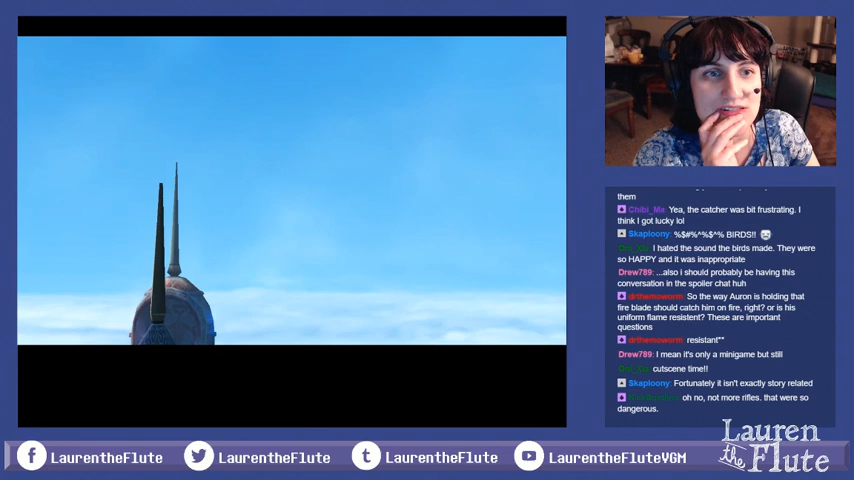 them
Chibi_Ma: Yea, the catcher was bit frustrating. I
think I got lucky lol
Skaploony: %$#%^%$^% BIRDS!!
I hated the sound the birds made. They were
so HAPPY and it was inappropriate
Drew789: ...also i should probably be having this
conversation in the spoiler chat huh
drthemoworm: So the way Auron is holding that
fire blade should catch him on fire, right? or is his
uniform flame resistent? These are important
questions
drthemoworm: resistant**
Drew789: I mean it's only a minigame but still
cutscene time!!
Skaploony: Fortunately it isn't exactly story related
oh no, not more rifles. that were so
dangerous.
Lauren
the Flute
LaurentheFlute
LaurentheFlute
LaurentheFlute
LaurentheFluteVGM